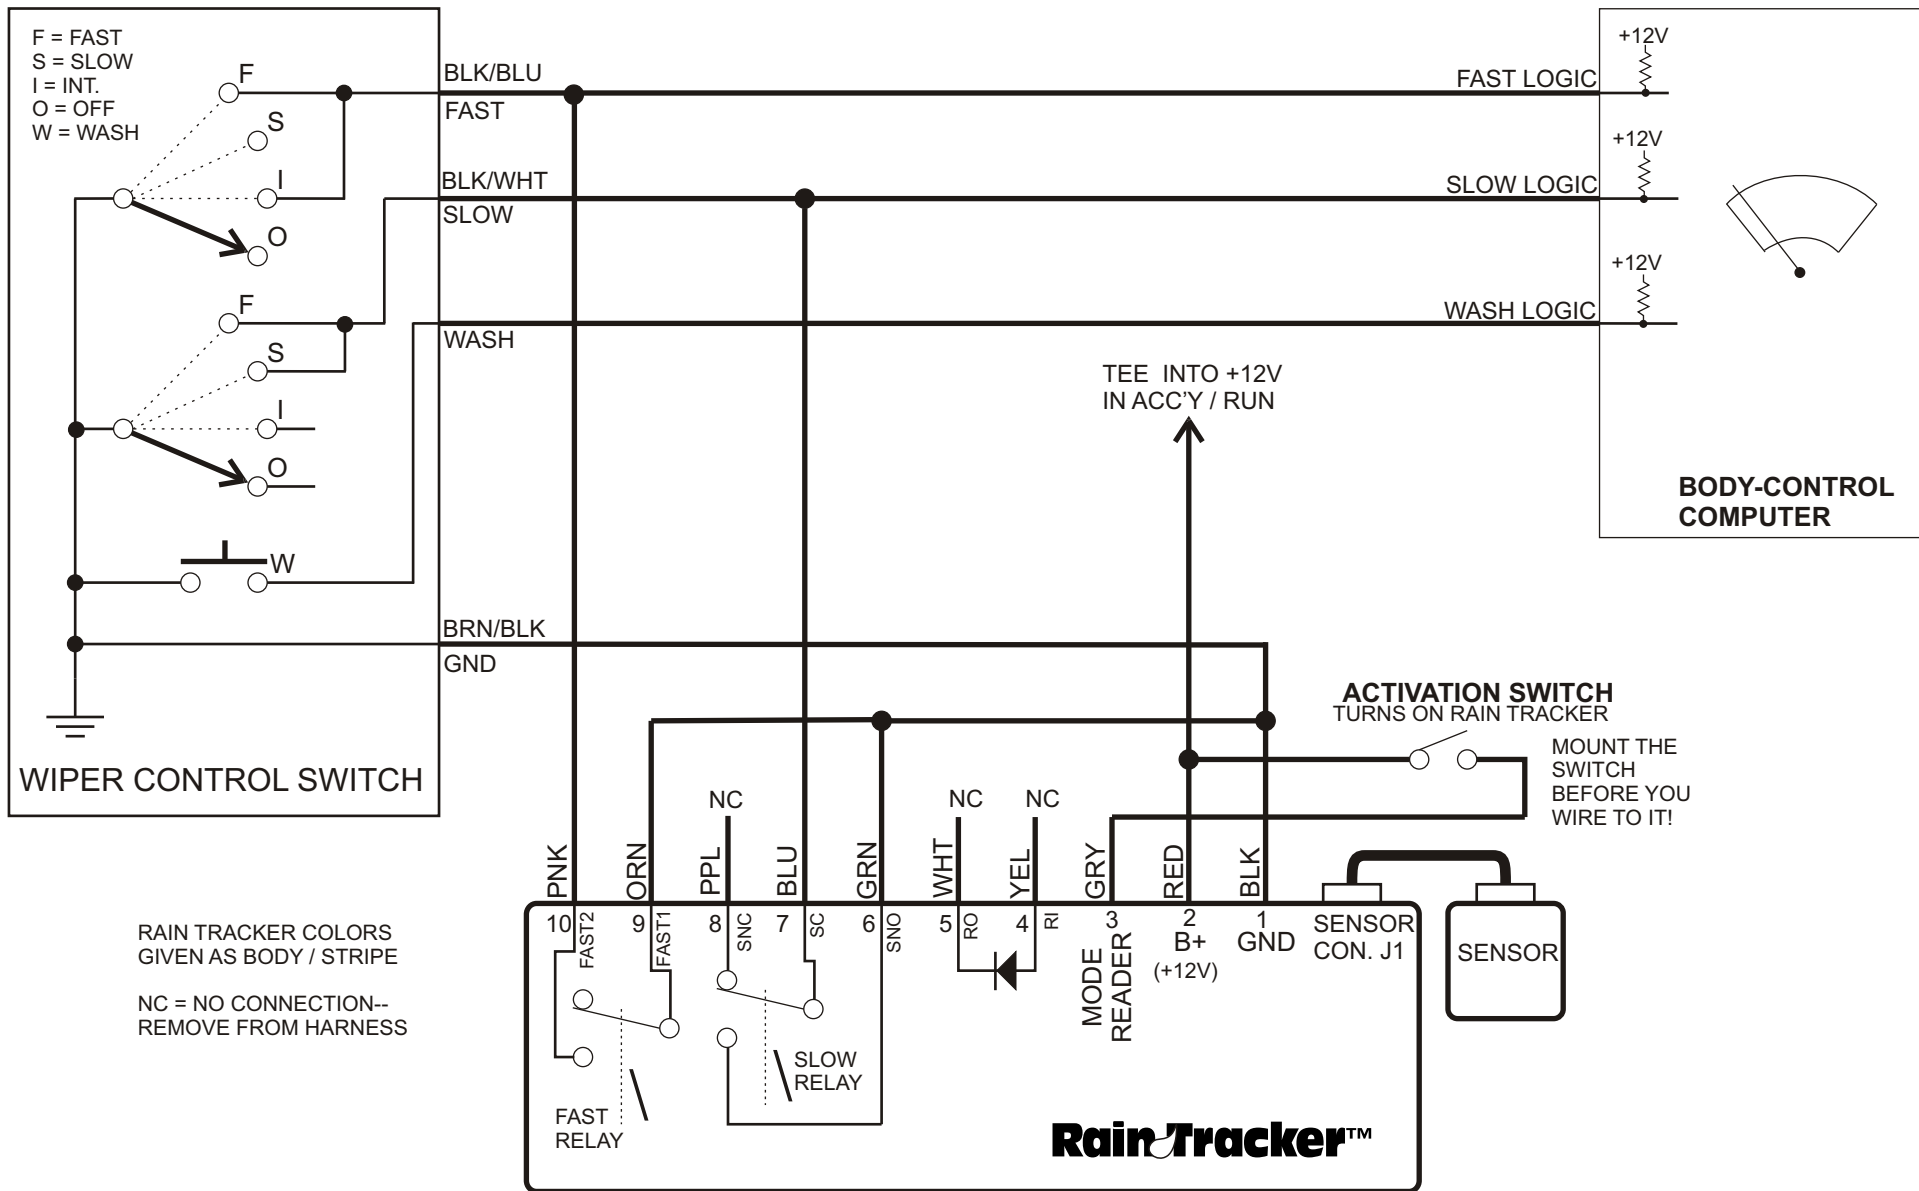 F = FAST
S = SLOW
I = INT.
O = OFF
W = WASH
F
S
I
O
F
S
I
O
W
WIPER CONTROL SWITCH
BLK/BLU
FAST
BLK/WHT
SLOW
WASH
BRN/BLK
GND
FAST LOGIC
SLOW LOGIC
WASH LOGIC
+12V
+12V
+12V
BODY-CONTROL
COMPUTER
TEE INTO +12V
IN ACC'Y / RUN
ACTIVATION SWITCH
TURNS ON RAIN TRACKER
MOUNT THE
SWITCH
BEFORE YOU
WIRE TO IT!
NC
NC
NC
PNK
ORN
PPL
BLU
GRN
WHT
YEL
GRY
RED
BLK
10
FAST2
9
FAST1
8
SNC
7
SC
6
SNO
5
RO
4
RI
3
MODE
READER
2
B+
(+12V)
1
GND
SENSOR
CON. J1
SENSOR
FAST
RELAY
SLOW
RELAY
RainTracker™
RAIN TRACKER COLORS
GIVEN AS BODY / STRIPE
NC = NO CONNECTION--
REMOVE FROM HARNESS